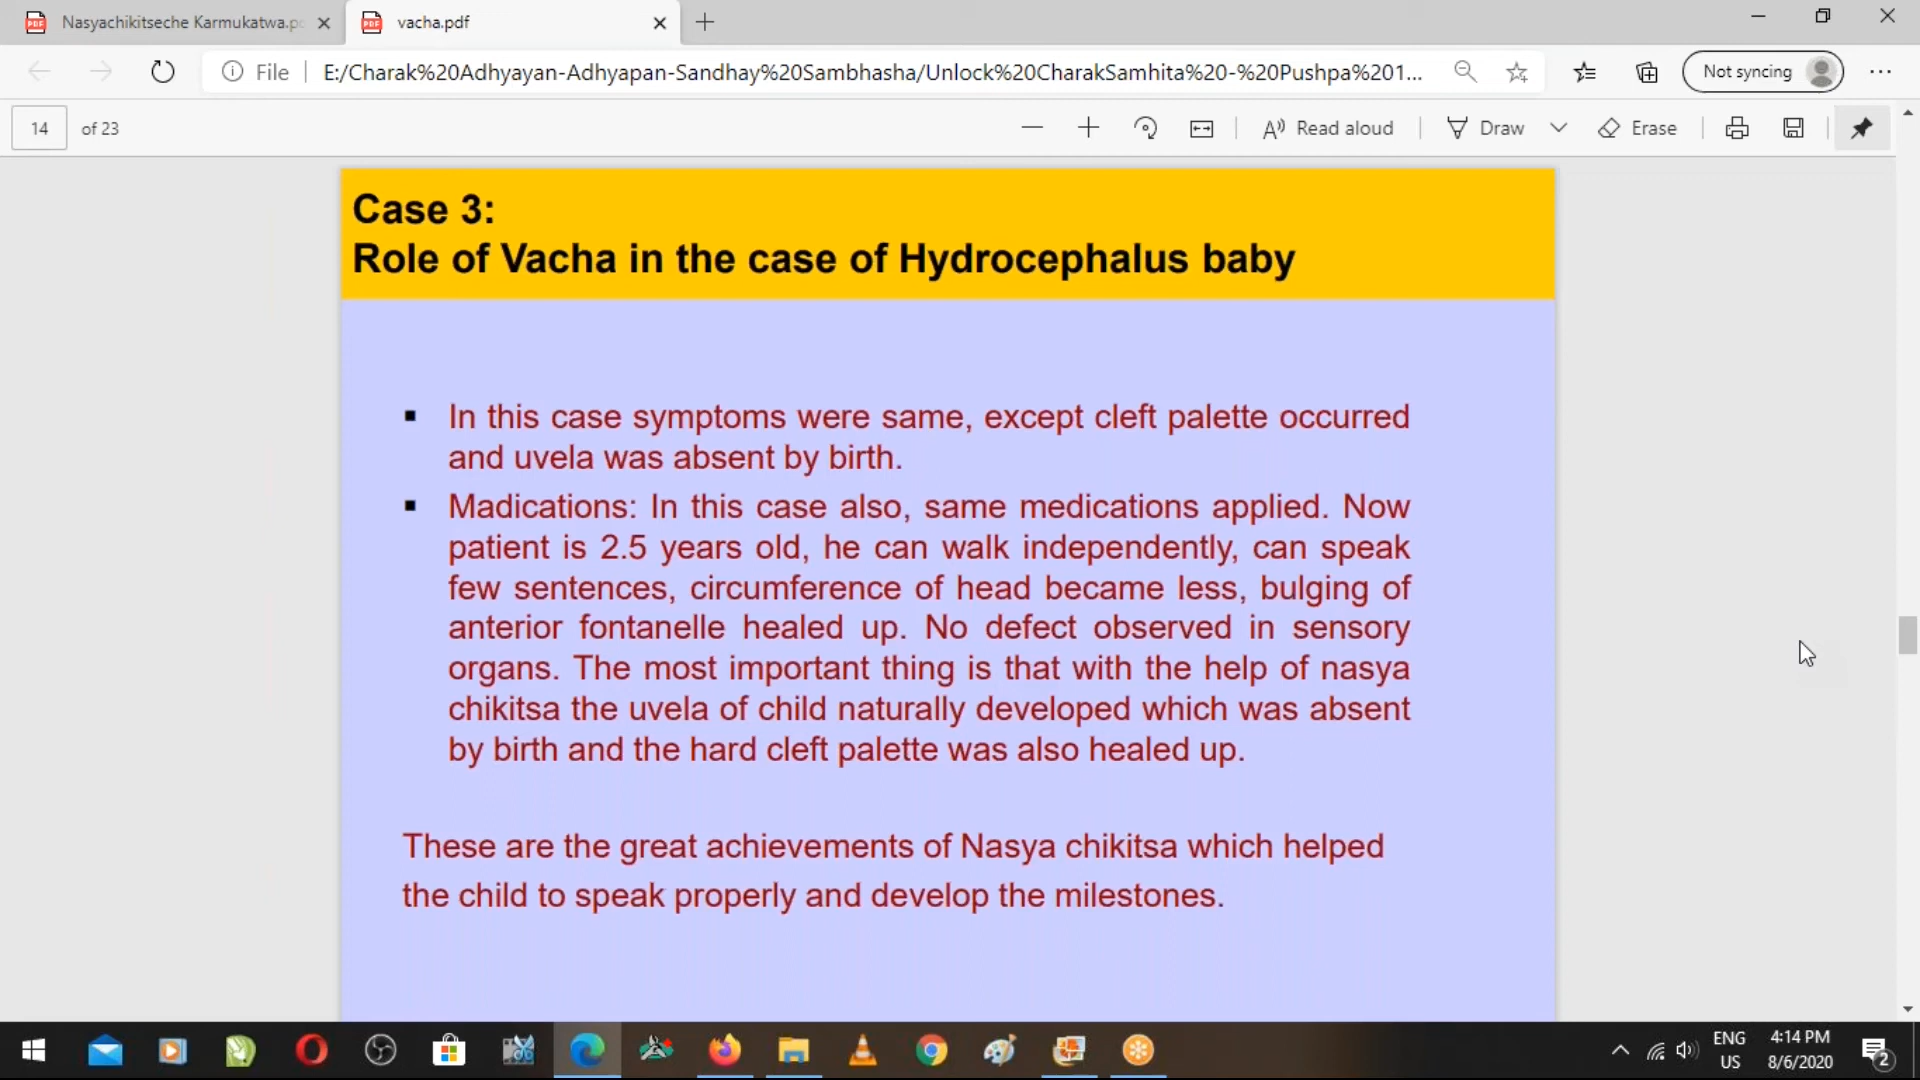 Nasyachikitseche Karmukatwa.p
vacha.pdf
File
E:/Charak%20Adhyayan-Adhyapan-Sandhay%20Sambhasha/Unlock%20CharakSamhita%20-%20Pushpa%201...
Not syncing
14 of 23
Read aloud
Draw
Erase
Case 3:
Role of Vacha in the case of Hydrocephalus baby
▪ In this case symptoms were same, except cleft palette occurred
and uvela was absent by birth.
▪ Madications: In this case also, same medications applied. Now
patient is 2.5 years old, he can walk independently, can speak
few sentences, circumference of head became less, bulging of
anterior fontanelle healed up. No defect observed in sensory
organs. The most important thing is that with the help of nasya
chikitsa the uvela of child naturally developed which was absent
by birth and the hard cleft palette was also healed up.
These are the great achievements of Nasya chikitsa which helped
the child to speak properly and develop the milestones.
ENG
US
4:14 PM
8/6/2020
2